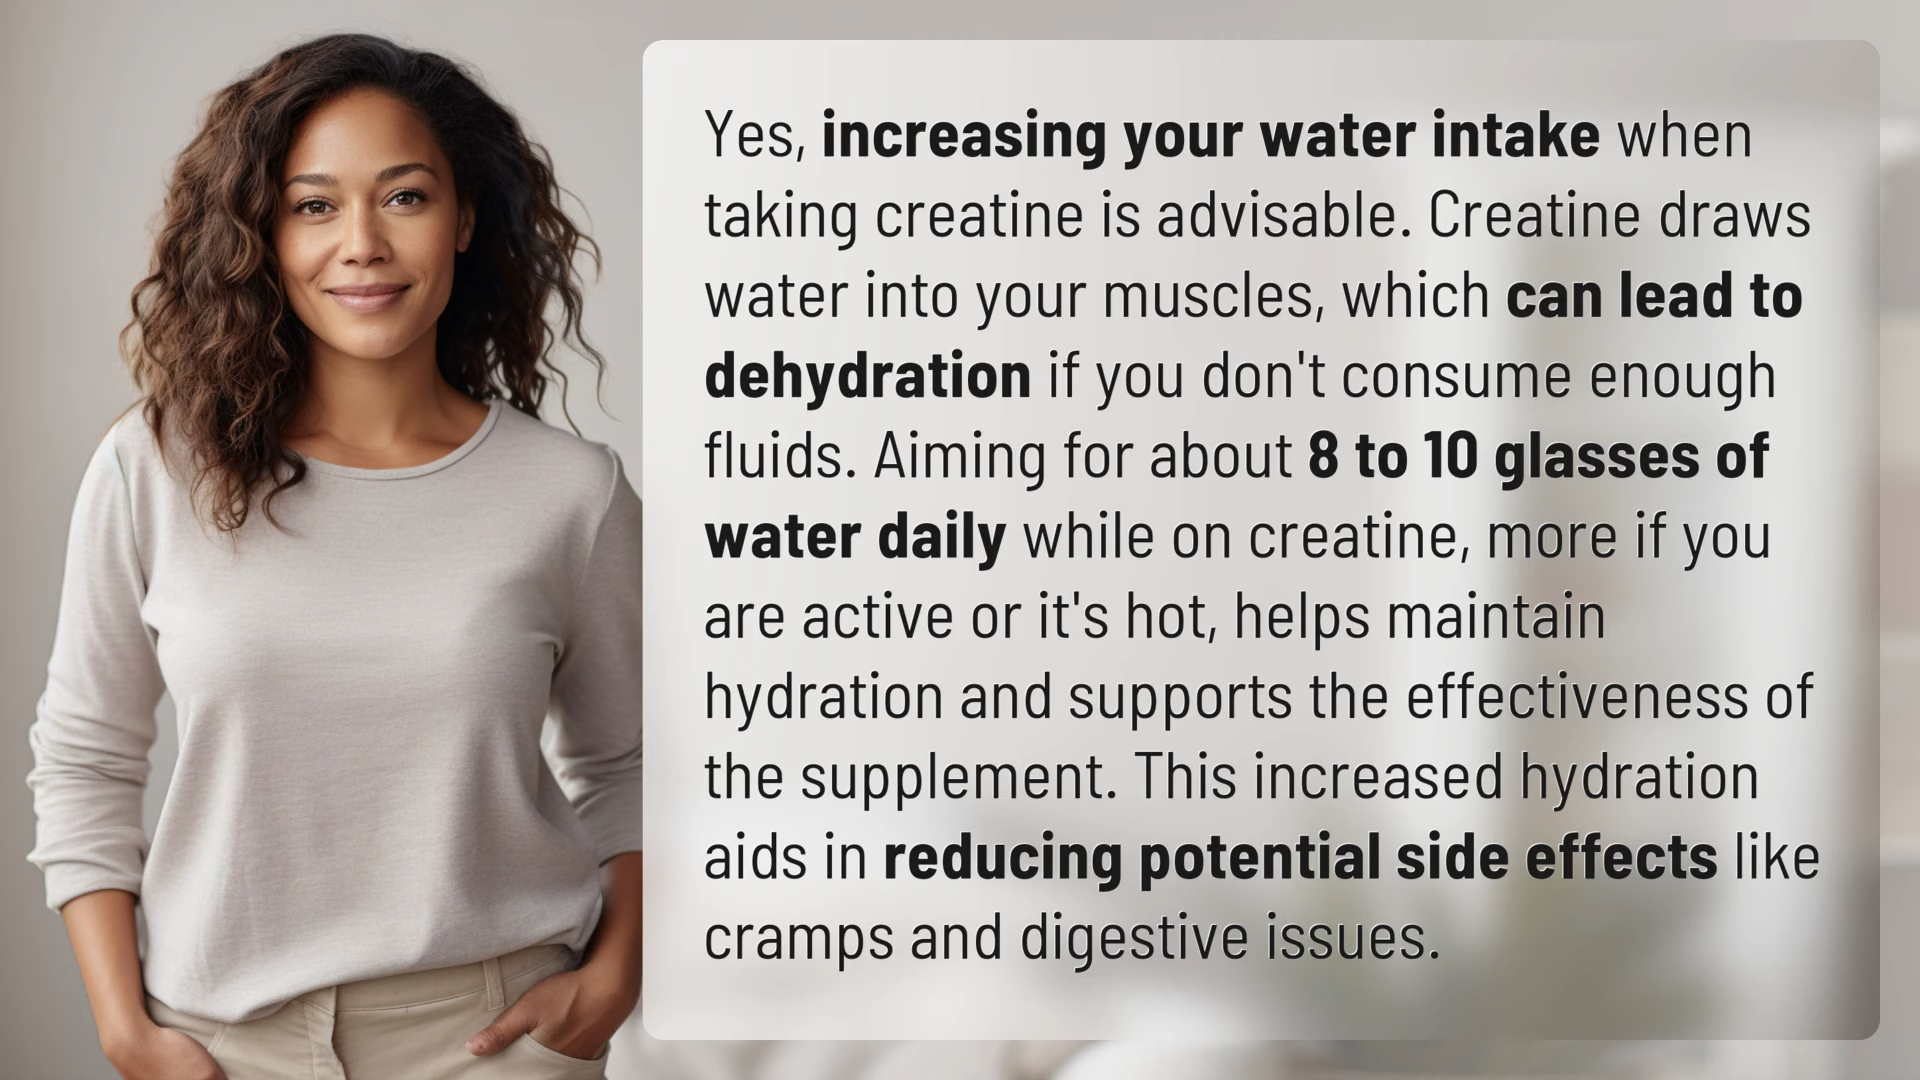 Yes, increasing your water intake when
taking creatine is advisable. Creatine draws
water into your muscles, which can lead to
dehydration if you don't consume enough
fluids. Aiming for about 8 to 10 glasses of
water daily while on creatine, more if you
are active or it's hot, helps maintain
hydration and supports the effectiveness of
the supplement. This increased hydration
aids in reducing potential side effects like
cramps and digestive issues.